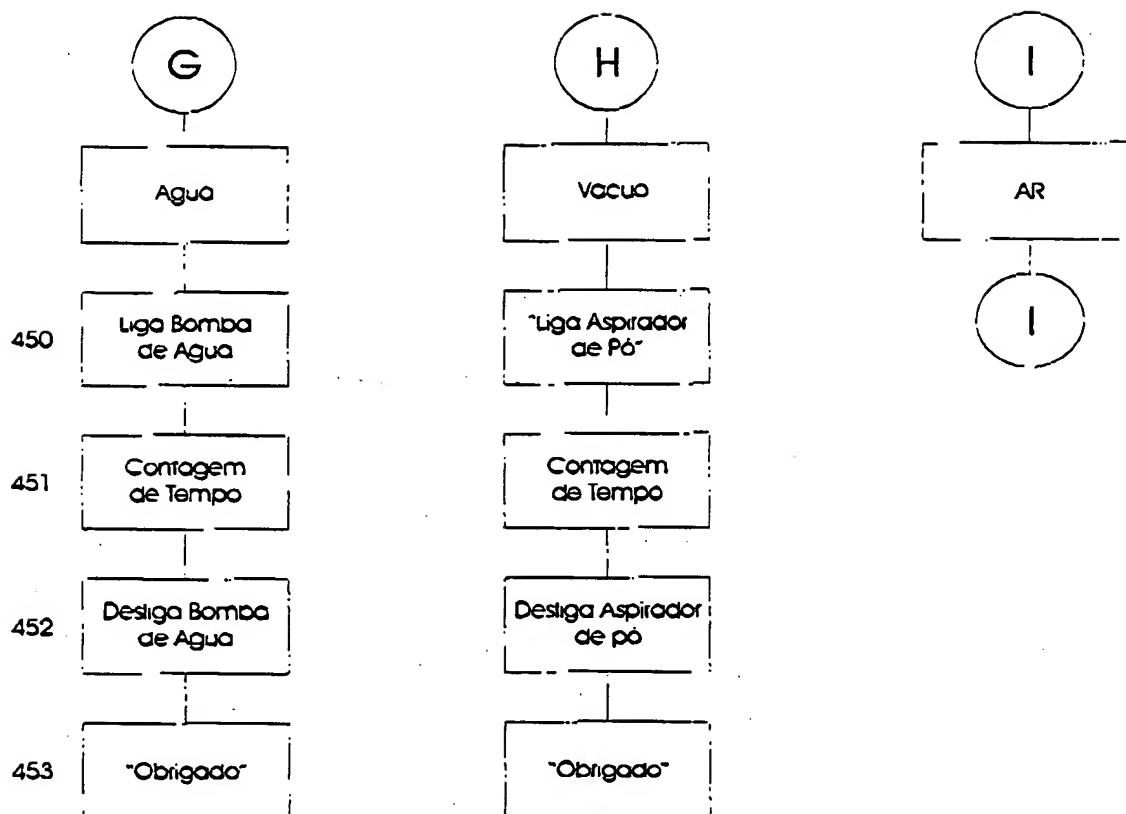 G
H
I
Agua
Vacuo
AR
450
Liga Bomba
de Agua
"Liga Aspirador
de Pó"
I
451
Contagem
de Tempo
Contagem
de Tempo
452
Desliga Bomba
de Agua
Desliga Aspirador
de pó
453
"Obrigado"
"Obrigado"